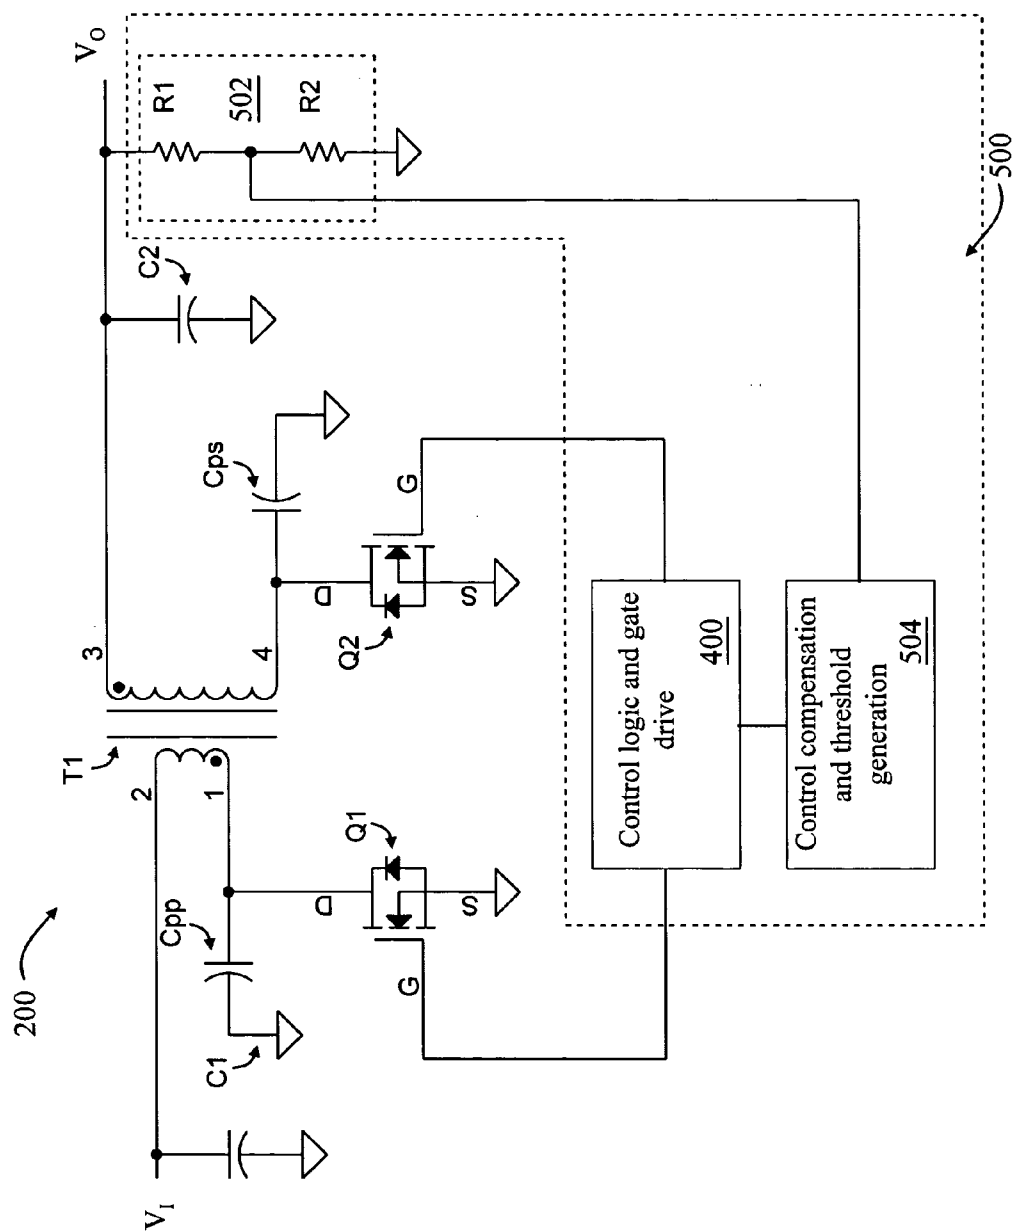 200
V_I
C1
Cpp
T1
2
1
3
4
Cps
C2
V_O
R1
502
R2
D
Q1
G
S
D
Q2
G
S
Control logic and gate
drive
400
Control compensation
and threshold
generation
504
500